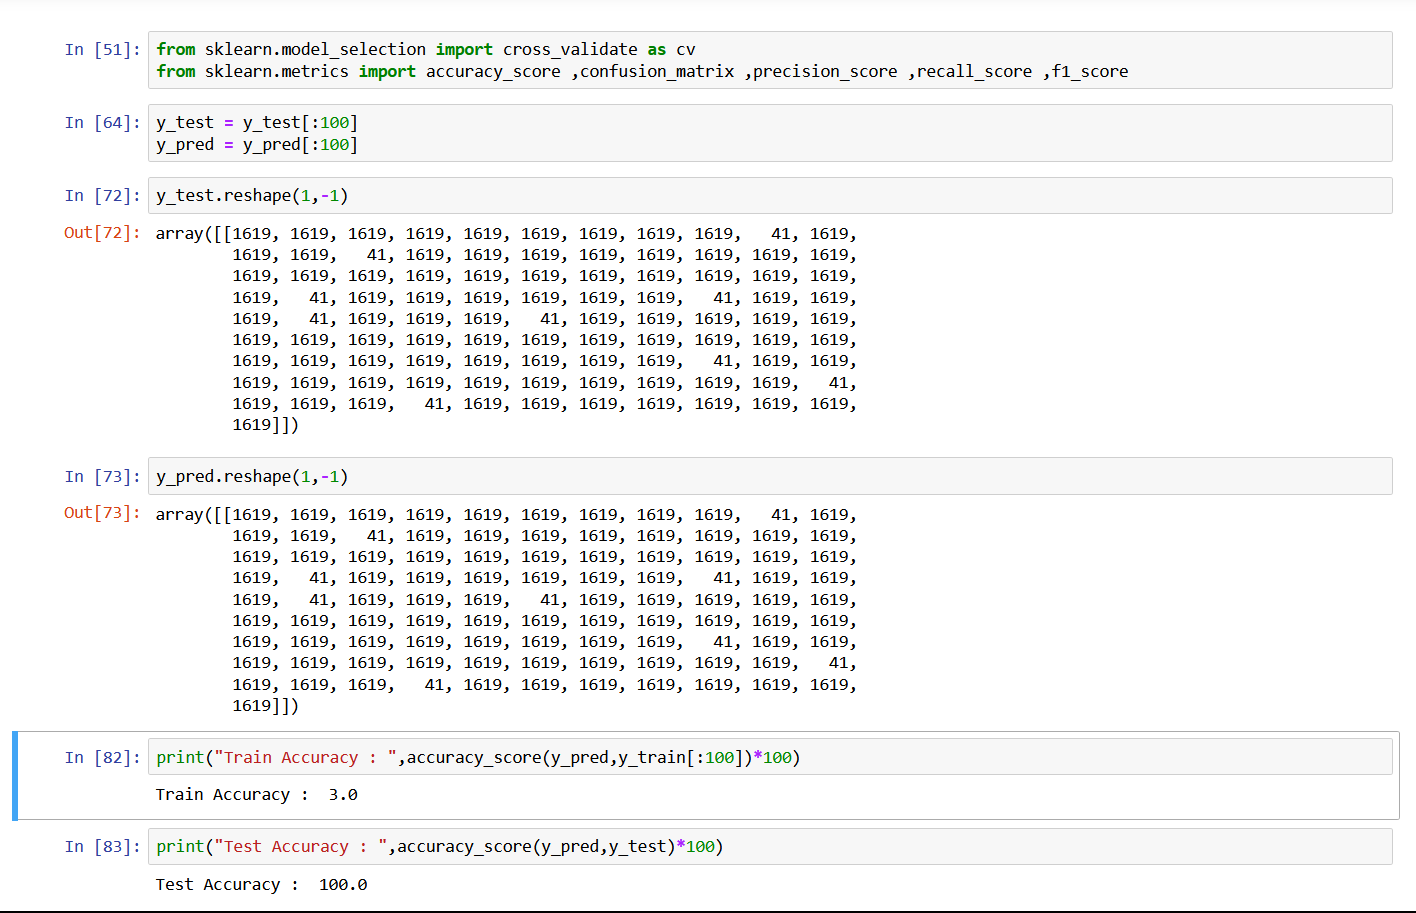 In [51]: from sklearn.model_selection import cross_validate as cv
from sklearn.metrics import accuracy_score ,confusion_matrix ,precision_score ,recall_score ,f1_score
In [64]: y_test = y_test[:100]
y_pred = y_pred[:100]
In [72]: y_test.reshape(1,-1)
Out[72]: array([[1619, 1619, 1619, 1619, 1619, 1619, 1619, 1619, 1619, 41, 1619,
1619, 1619, 41, 1619, 1619, 1619, 1619, 1619, 1619, 1619, 1619,
1619, 1619, 1619, 1619, 1619, 1619, 1619, 1619, 1619, 1619, 1619,
1619, 41, 1619, 1619, 1619, 1619, 1619, 1619, 41, 1619, 1619,
1619, 41, 1619, 1619, 1619, 41, 1619, 1619, 1619, 1619, 1619,
1619, 1619, 1619, 1619, 1619, 1619, 1619, 1619, 1619, 1619, 1619,
1619, 1619, 1619, 1619, 1619, 1619, 1619, 1619, 41, 1619, 1619,
1619, 1619, 1619, 1619, 1619, 1619, 1619, 1619, 1619, 1619, 41,
1619, 1619, 1619, 41, 1619, 1619, 1619, 1619, 1619, 1619, 1619,
1619]])
In [73]: y_pred.reshape(1,-1)
Out[73]: array([[1619, 1619, 1619, 1619, 1619, 1619, 1619, 1619, 1619, 41, 1619,
1619, 1619, 41, 1619, 1619, 1619, 1619, 1619, 1619, 1619, 1619,
1619, 1619, 1619, 1619, 1619, 1619, 1619, 1619, 1619, 1619, 1619,
1619, 41, 1619, 1619, 1619, 1619, 1619, 1619, 41, 1619, 1619,
1619, 41, 1619, 1619, 1619, 41, 1619, 1619, 1619, 1619, 1619,
1619, 1619, 1619, 1619, 1619, 1619, 1619, 1619, 1619, 1619, 1619,
1619, 1619, 1619, 1619, 1619, 1619, 1619, 1619, 41, 1619, 1619,
1619, 1619, 1619, 1619, 1619, 1619, 1619, 1619, 1619, 1619, 41,
1619, 1619, 1619, 41, 1619, 1619, 1619, 1619, 1619, 1619, 1619,
1619]])
In [82]: print("Train Accuracy : ",accuracy_score(y_pred,y_train[:100])*100)
Train Accuracy :  3.0
In [83]: print("Test Accuracy : ",accuracy_score(y_pred,y_test)*100)
Test Accuracy :  100.0